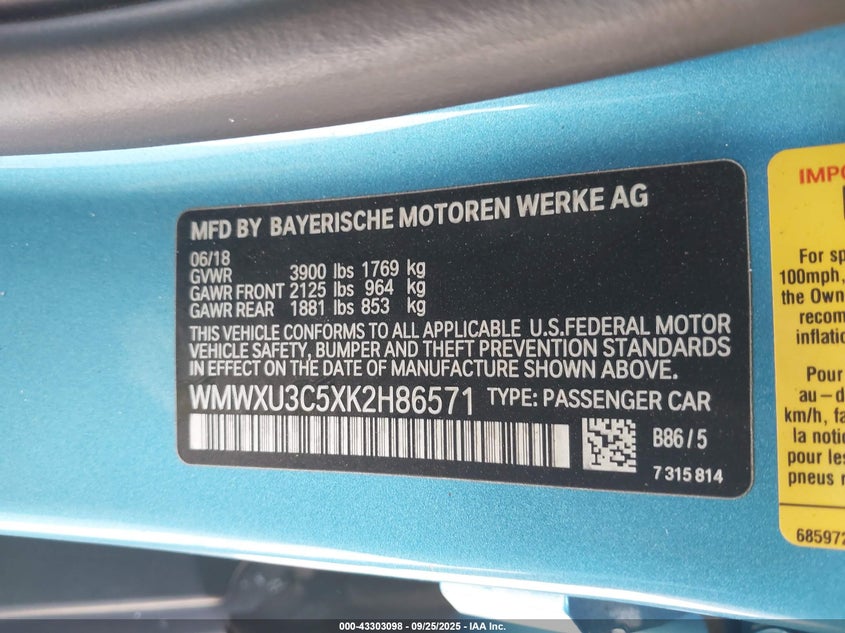 MFD BY BAYERISCHE MOTOREN WERKE AG
06/18
GVWR 3900 lbs 1769 kg
GAWR FRONT 2125 lbs 964 kg
GAWR REAR 1881 lbs 853 kg
THIS VEHICLE CONFORMS TO ALL APPLICABLE U.S.FEDERAL MOTOR
VEHICLE SAFETY, BUMPER AND THEFT PREVENTION STANDARDS
IN EFFECT ON THE DATE OF MANUFACTURE SHOWN ABOVE.
WMWXU3C5XK2H86571 TYPE: PASSENGER CAR
B86/5
7 315 814
IMPO
For sp
100mph,
the Own
recom
inflatio
Pour
au-d
km/h, fa
la notic
pour les
pneus r
685972
000-43303098 - 09/25/2025 - IAA Inc.